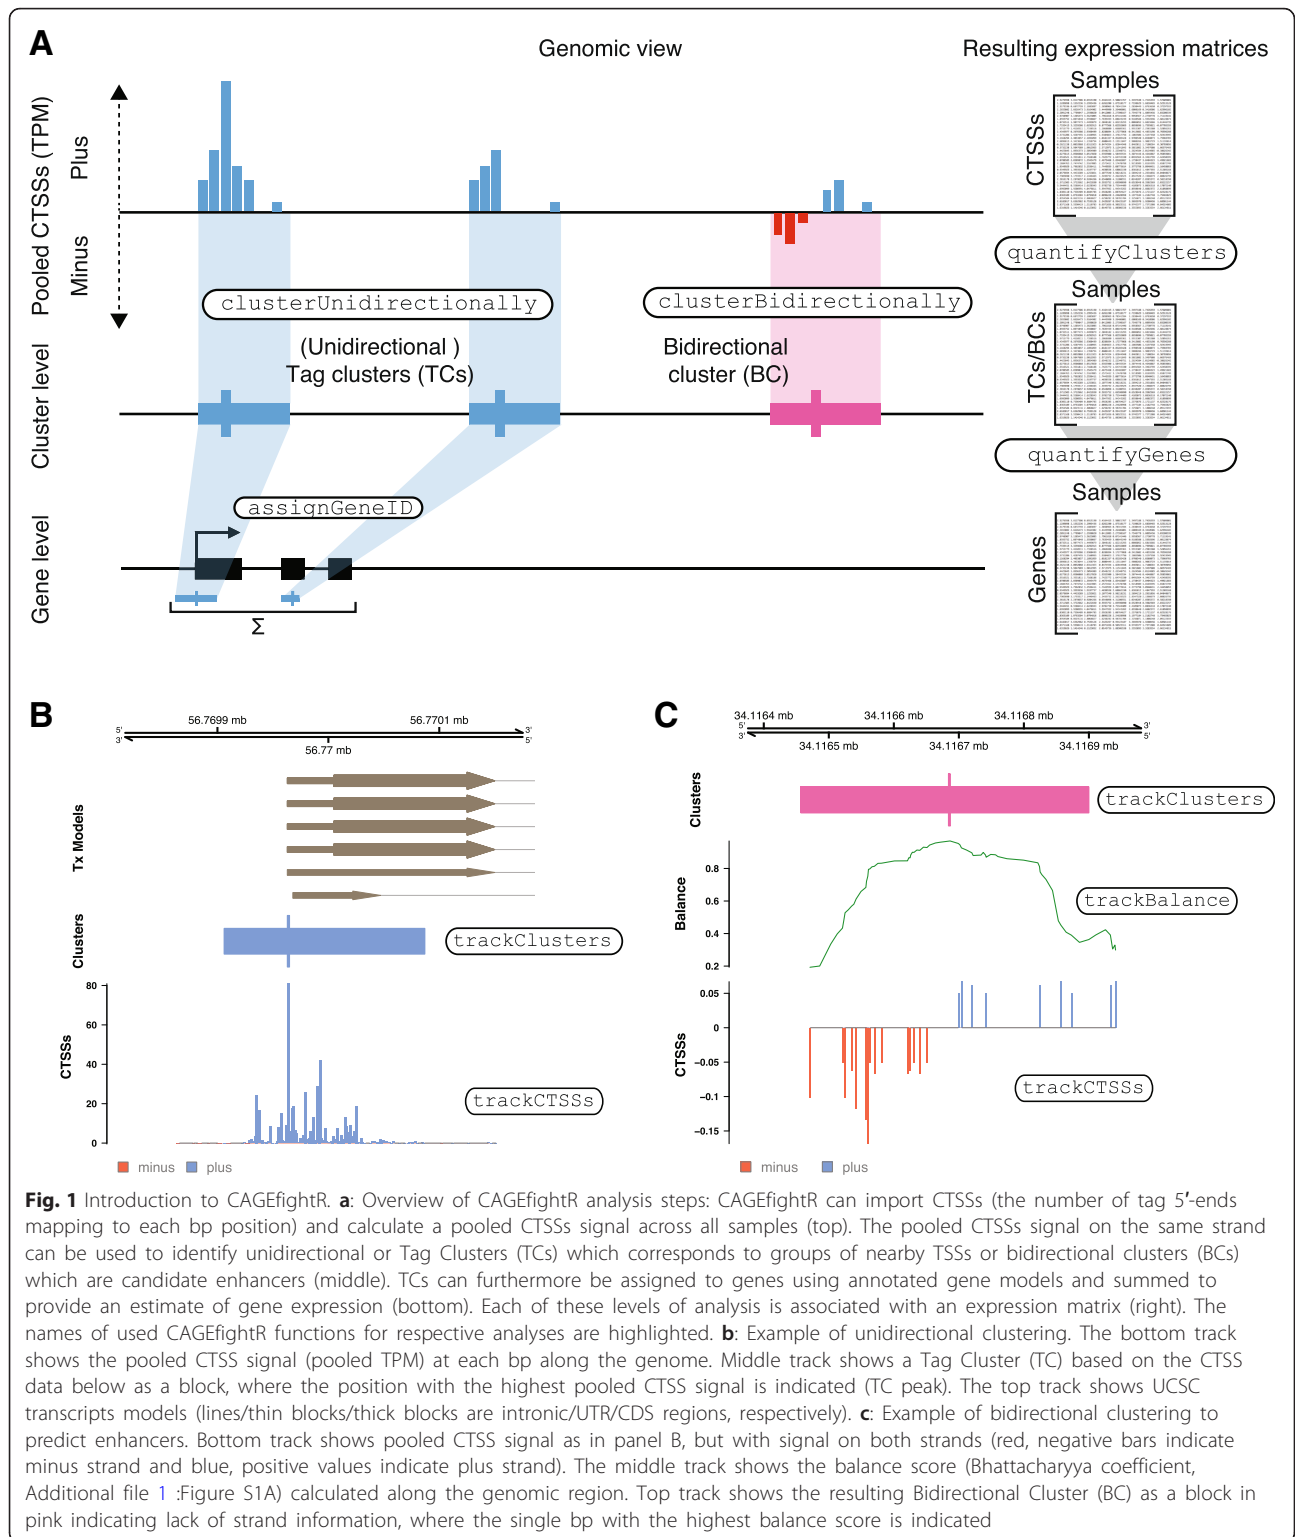 A
Genomic view
Resulting expression matrices
Samples
Pooled CTSSs (TPM)
Plus
Minus
CTSSs
quantifyClusters
clusterUnidirectionally
clusterBidirectionally
Samples
(Unidirectional )
Tag clusters (TCs)
Bidirectional
cluster (BC)
Cluster level
TCs/BCs
quantifyGenes
assignGeneID
Samples
Gene level
Genes
Σ
B
56.7699 mb
56.7701 mb
5' 3'
3' 5'
56.77 mb
Tx Models
Clusters
trackClusters
80
60
40
20
0
CTSSs
trackCTSSs
minus plus
C
34.1164 mb
34.1166 mb
34.1168 mb
5' 3'
3' 5'
34.1165 mb
34.1167 mb
34.1169 mb
Clusters
trackClusters
0.8
0.6
0.4
0.2
Balance
trackBalance
0.05
0
−0.05
−0.1
−0.15
CTSSs
trackCTSSs
minus plus
Fig. 1 Introduction to CAGEfightR. a: Overview of CAGEfightR analysis steps: CAGEfightR can import CTSSs (the number of tag 5′-ends
mapping to each bp position) and calculate a pooled CTSSs signal across all samples (top). The pooled CTSSs signal on the same strand
can be used to identify unidirectional or Tag Clusters (TCs) which corresponds to groups of nearby TSSs or bidirectional clusters (BCs)
which are candidate enhancers (middle). TCs can furthermore be assigned to genes using annotated gene models and summed to
provide an estimate of gene expression (bottom). Each of these levels of analysis is associated with an expression matrix (right). The
names of used CAGEfightR functions for respective analyses are highlighted. b: Example of unidirectional clustering. The bottom track
shows the pooled CTSS signal (pooled TPM) at each bp along the genome. Middle track shows a Tag Cluster (TC) based on the CTSS
data below as a block, where the position with the highest pooled CTSS signal is indicated (TC peak). The top track shows UCSC
transcripts models (lines/thin blocks/thick blocks are intronic/UTR/CDS regions, respectively). c: Example of bidirectional clustering to
predict enhancers. Bottom track shows pooled CTSS signal as in panel B, but with signal on both strands (red, negative bars indicate
minus strand and blue, positive values indicate plus strand). The middle track shows the balance score (Bhattacharyya coefficient,
Additional file 1 :Figure S1A) calculated along the genomic region. Top track shows the resulting Bidirectional Cluster (BC) as a block in
pink indicating lack of strand information, where the single bp with the highest balance score is indicated